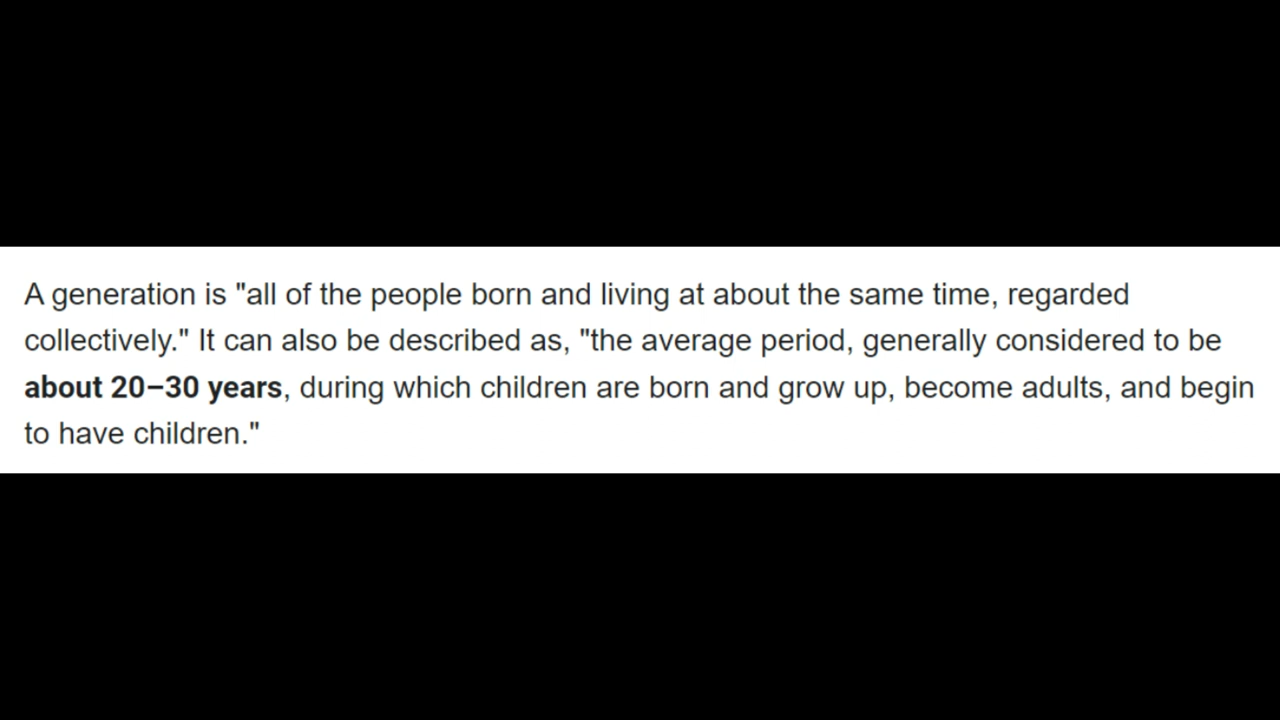 A generation is "all of the people born and living at about the same time, regarded
collectively." It can also be described as, "the average period, generally considered to be
about 20–30 years, during which children are born and grow up, become adults, and begin
to have children."